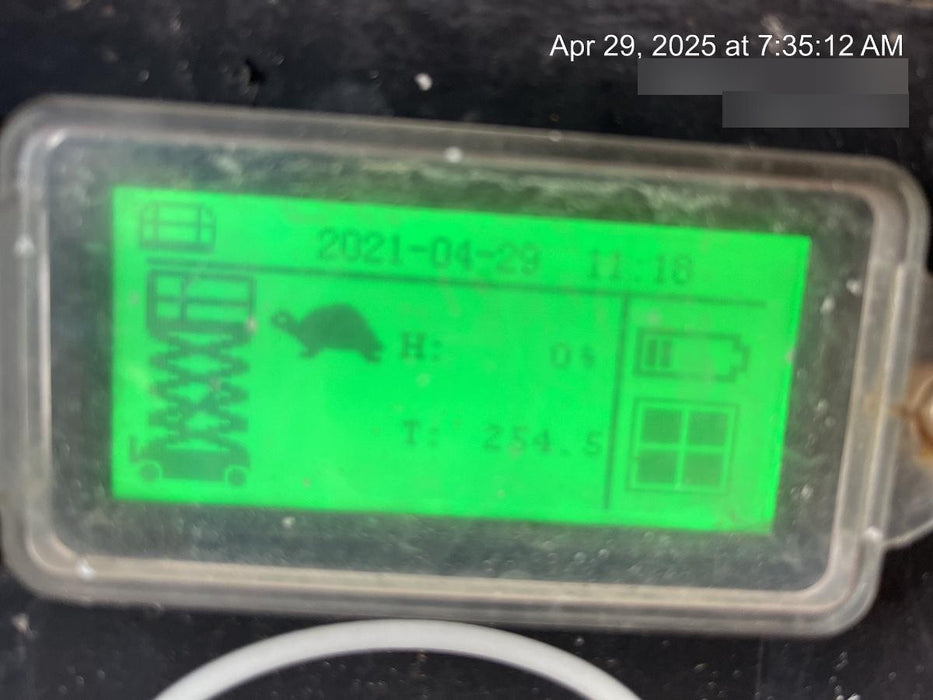 Apr 29, 2025 at 7:35:12 AM
2021-04-29 11:18
H: 0%
T: 254.5